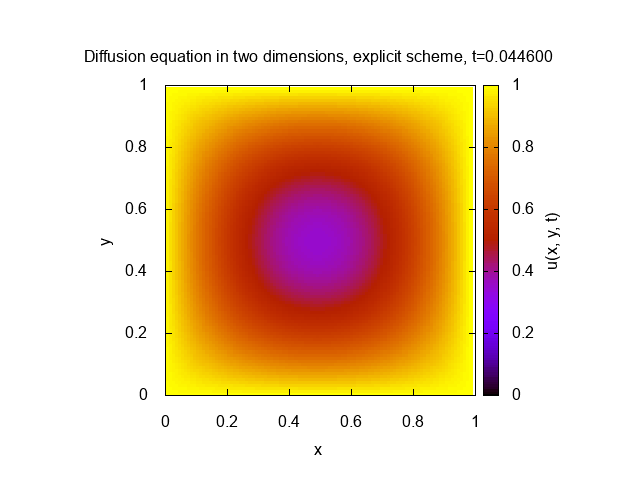 Diffusion equation in two dimensions, explicit scheme, t=0.044600
1
0.8
0.6
0.4
0.2
0
y
0 0.2 0.4 0.6 0.8 1
x
1
0.8
0.6
0.4
0.2
0
u(x, y, t)